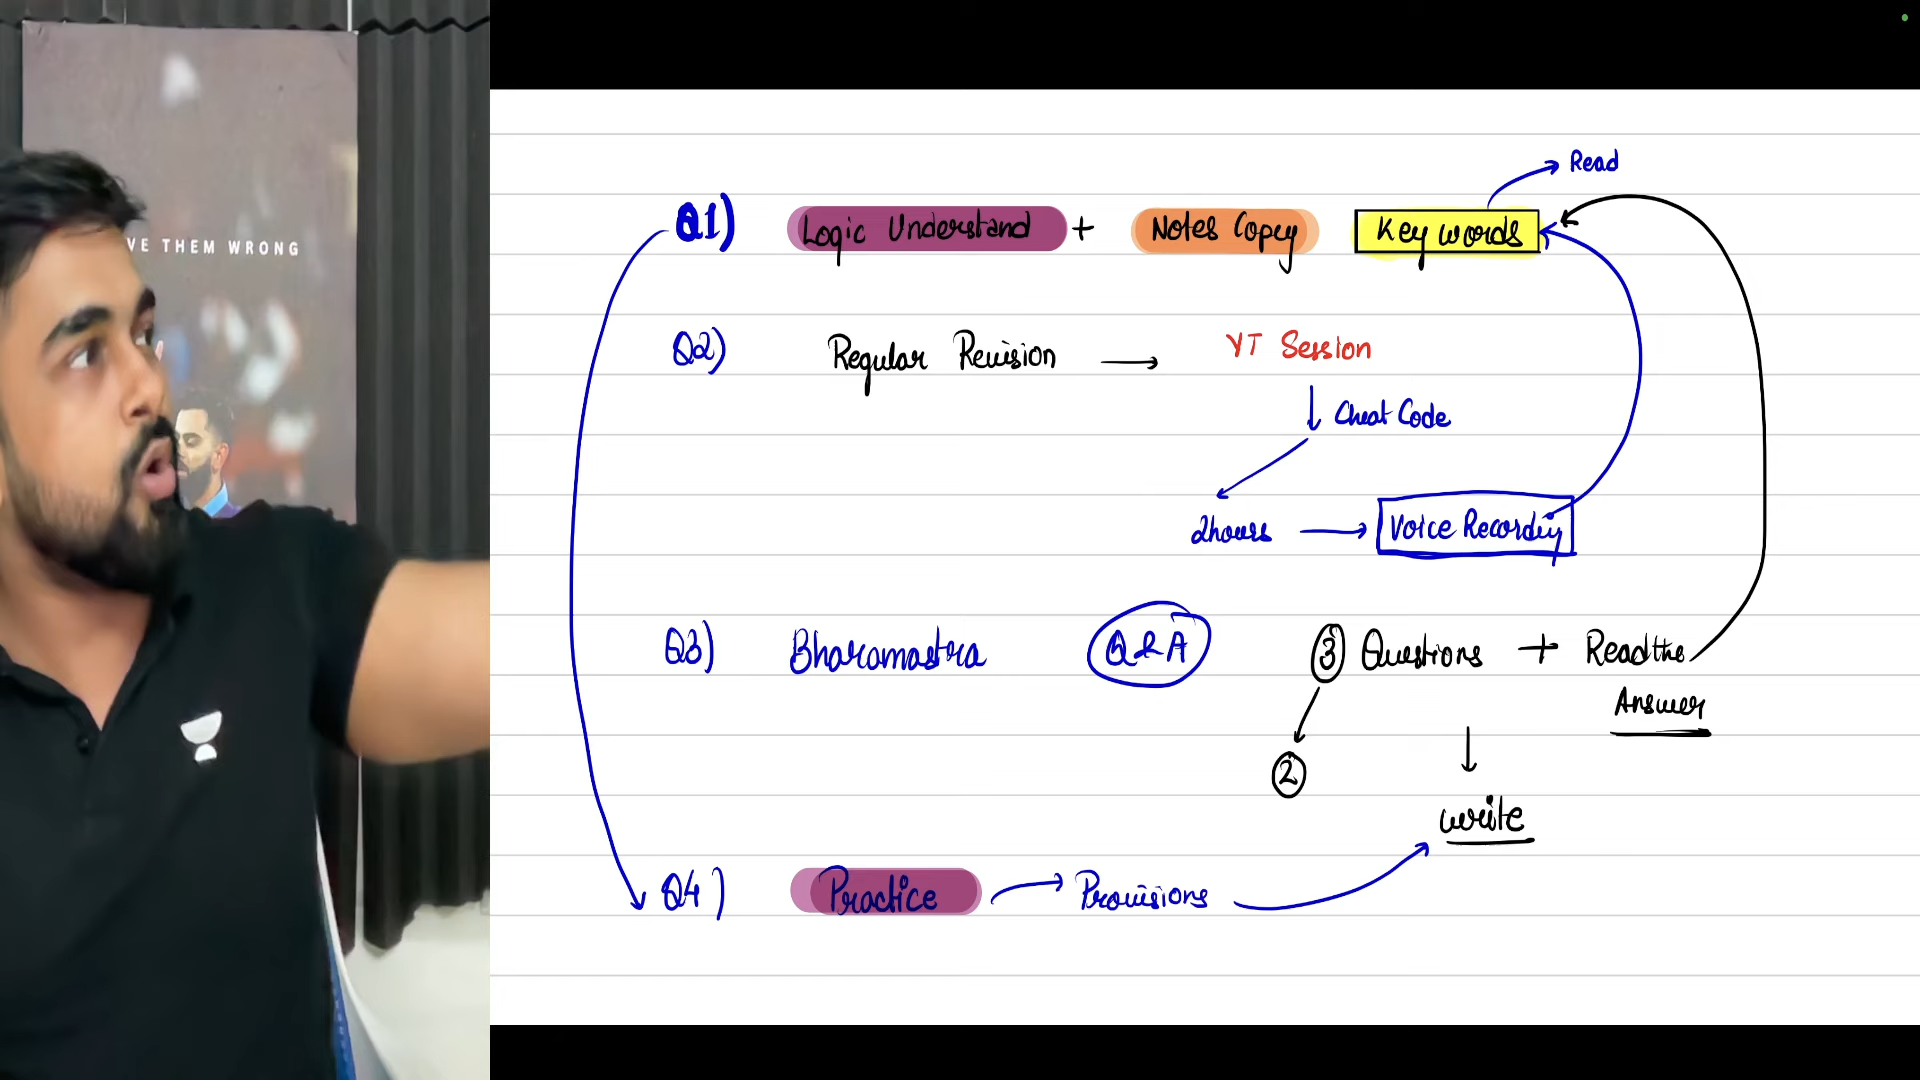 VE THEM WRONG
Read
Q1) Logic Understand + Notes Copy Key words
Q2) Regular Revision → YT Session
↓ Cheat Code
2hours → Voice Recording
Q3) Bharamastra Q&A 3 Questions + Read the
Answer
2
write
Q4) Practice → Provisions